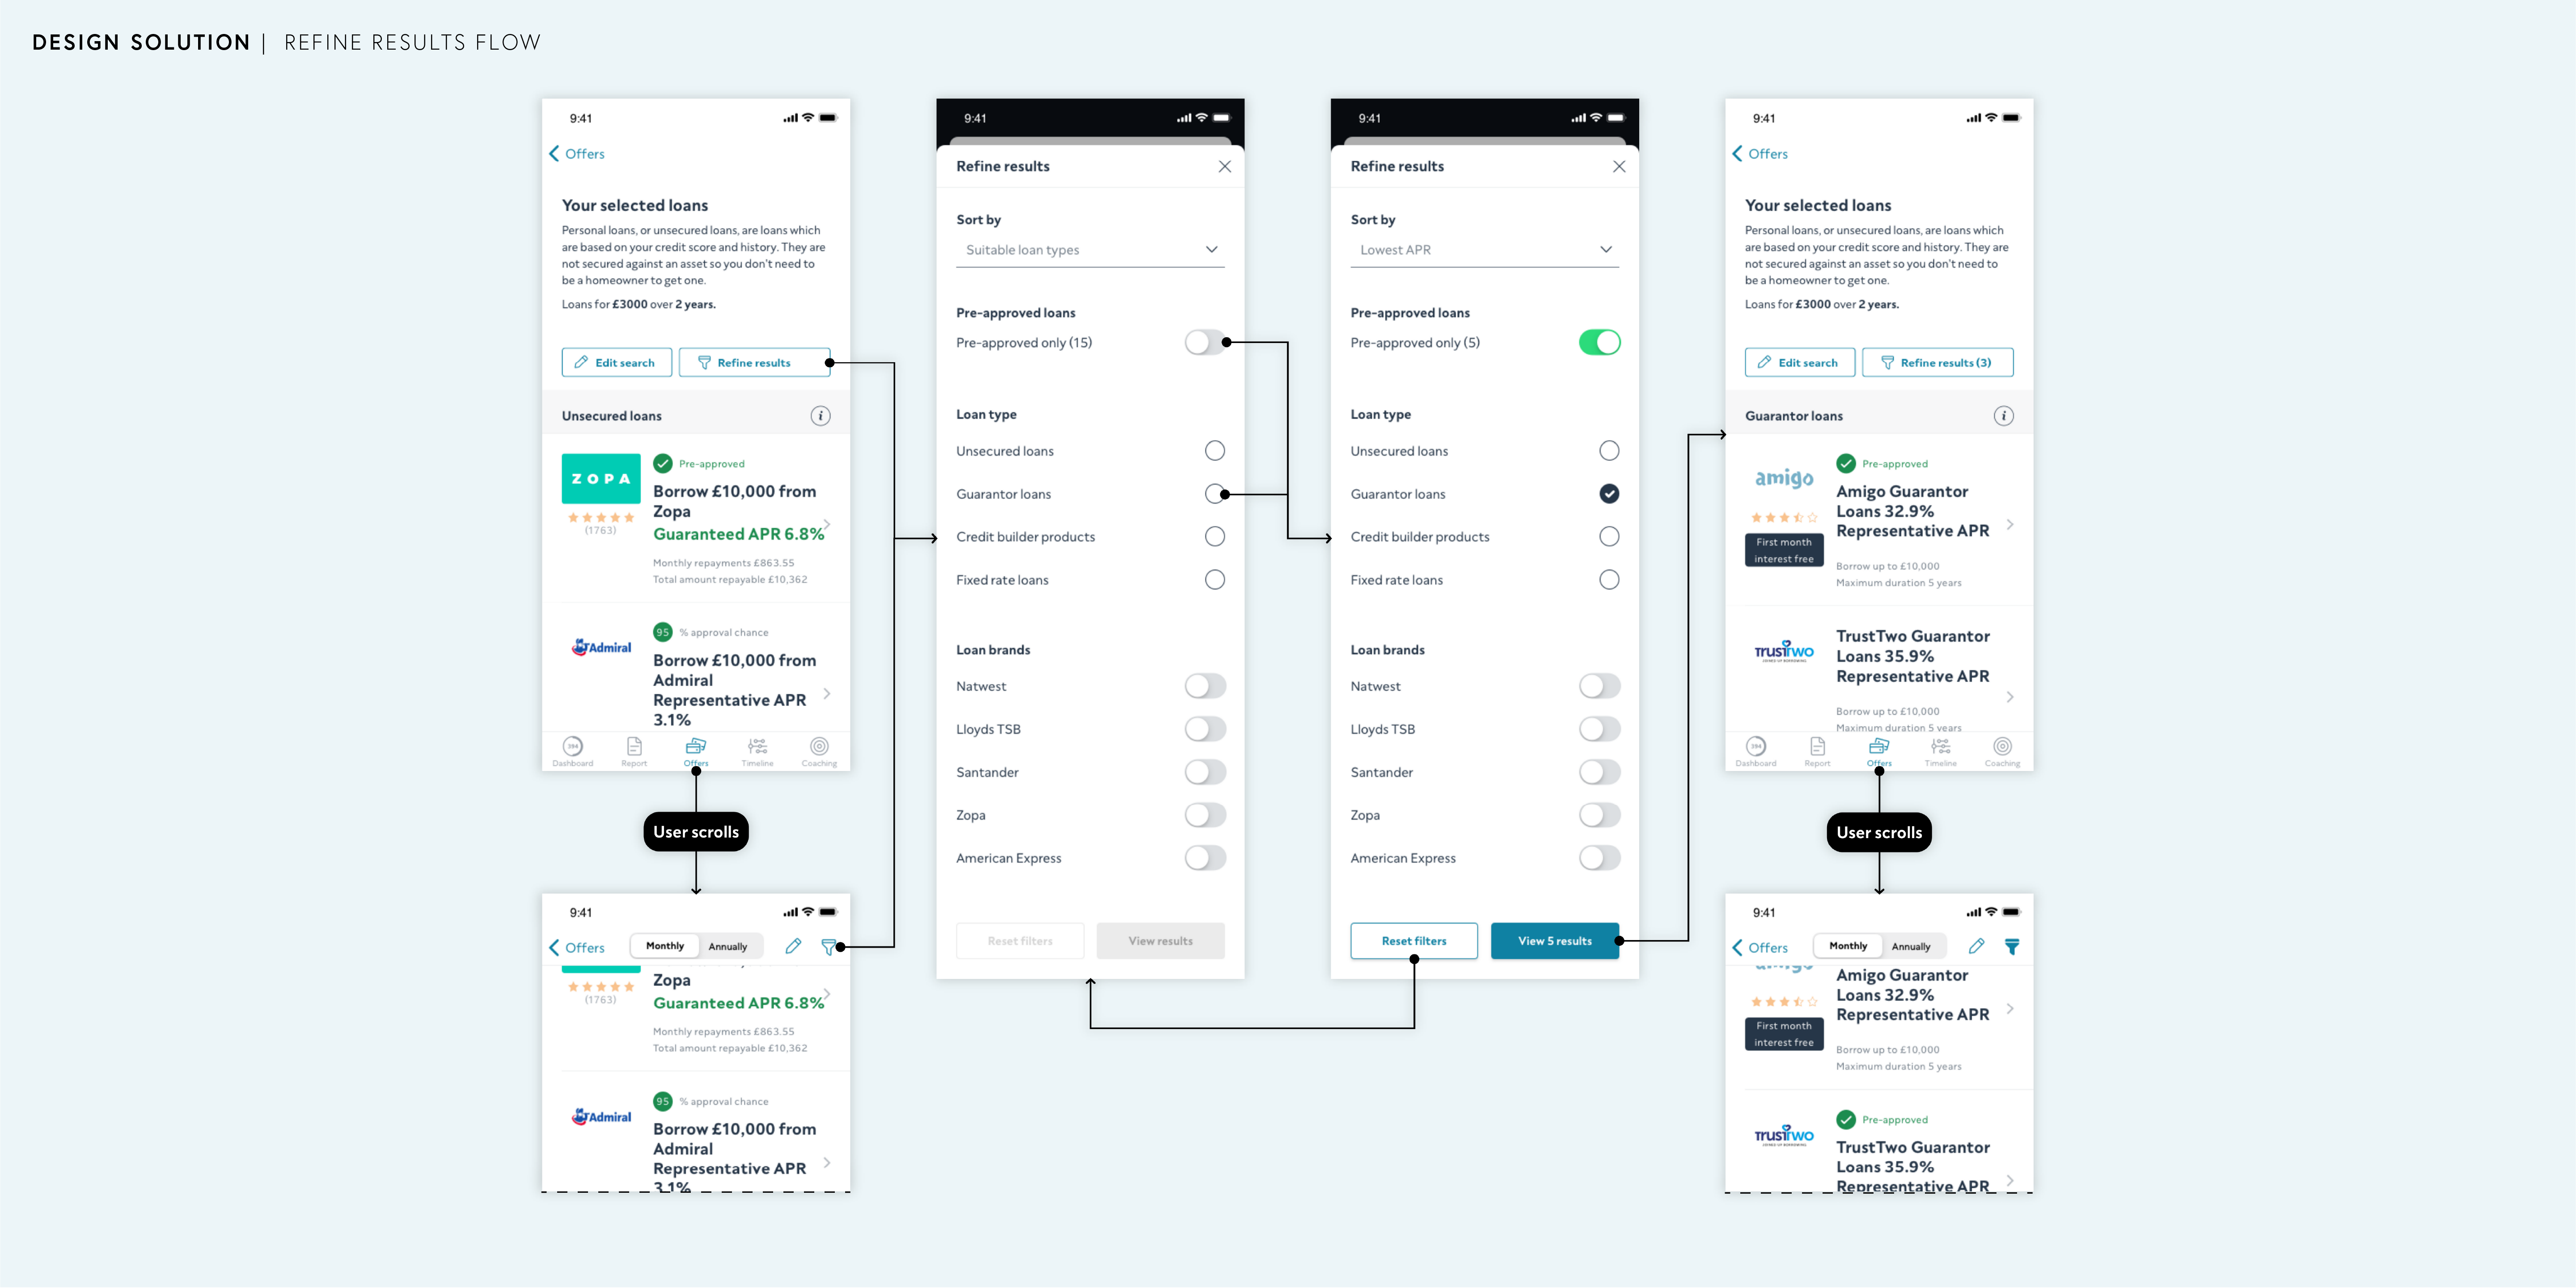 DESIGN SOLUTION | REFINE RESULTS FLOW
9:41
Offers
Your selected loans
Personal loans, or unsecured loans, are loans which
are based on your credit score and history. They are
not secured against an asset so you don't need to
be a homeowner to get one.
Loans for £3000 over 2 years.
Edit search
Refine results
Unsecured loans
i
ZOPA
(1763)
Pre-approved
Borrow £10,000 from
Zopa
Guaranteed APR 6.8%
Monthly repayments £863.55
Total amount repayable £10,362
Admiral
95 % approval chance
Borrow £10,000 from
Admiral
Representative APR
3.1%
394
Dashboard
Report
Offers
Timeline
Coaching
User scrolls
9:41
Offers
Monthly
Annually
Zopa
Guaranteed APR 6.8%
(1763)
Monthly repayments £863.55
Total amount repayable £10,362
Admiral
95 % approval chance
Borrow £10,000 from
Admiral
Representative APR
3.1%
9:41
Refine results
Sort by
Suitable loan types
Pre-approved loans
Pre-approved only (15)
Loan type
Unsecured loans
Guarantor loans
Credit builder products
Fixed rate loans
Loan brands
Natwest
Lloyds TSB
Santander
Zopa
American Express
Reset filters
View results
9:41
Refine results
Sort by
Lowest APR
Pre-approved loans
Pre-approved only (5)
Loan type
Unsecured loans
Guarantor loans
Credit builder products
Fixed rate loans
Loan brands
Natwest
Lloyds TSB
Santander
Zopa
American Express
Reset filters
View 5 results
9:41
Offers
Your selected loans
Personal loans, or unsecured loans, are loans which
are based on your credit score and history. They are
not secured against an asset so you don't need to
be a homeowner to get one.
Loans for £3000 over 2 years.
Edit search
Refine results (3)
Guarantor loans
i
amigo
First month
interest free
Pre-approved
Amigo Guarantor
Loans 32.9%
Representative APR
Borrow up to £10,000
Maximum duration 5 years
TRUSTTWO
TrustTwo Guarantor
Loans 35.9%
Representative APR
Borrow up to £10,000
Maximum duration 5 years
394
Dashboard
Report
Offers
Timeline
Coaching
User scrolls
9:41
Offers
Monthly
Annually
amigo
First month
interest free
Amigo Guarantor
Loans 32.9%
Representative APR
Borrow up to £10,000
Maximum duration 5 years
TRUSTTWO
Pre-approved
TrustTwo Guarantor
Loans 35.9%
Representative APR